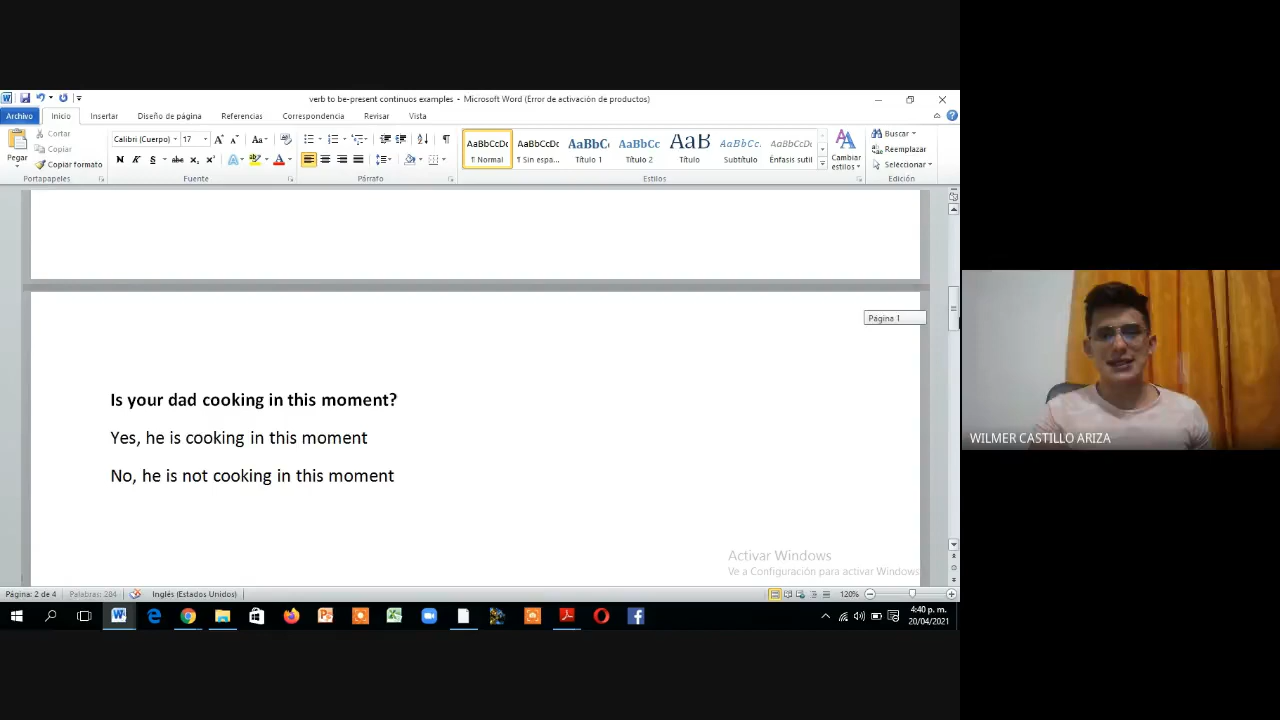 verb to be-present continuos examples - Microsoft Word (Error de activación de productos)
Archivo Inicio Insertar Diseño de página Referencias Correspondencia Revisar Vista
Pegar
Cortar
Copiar
Copiar formato
Portapapeles
Calibri (Cuerpo) 17
Fuente
Párrafo
AaBbCcDc AaBbCcDc AaBbC AaBbCc AaB AaBbCc. AaBbCcDc
¶ Normal ¶ Sin espa... Título 1 Título 2 Título Subtítulo Énfasis sutil
Cambiar estilos
Estilos
Buscar
Reemplazar
Seleccionar
Edición
Página 1
Is your dad cooking in this moment?
Yes, he is cooking in this moment
No, he is not cooking in this moment
WILMER CASTILLO ARIZA
Activar Windows
Ve a Configuración para activar Windows
Página: 2 de 4 Palabras: 284 Inglés (Estados Unidos) 120%
4:40 p. m.
20/04/2021